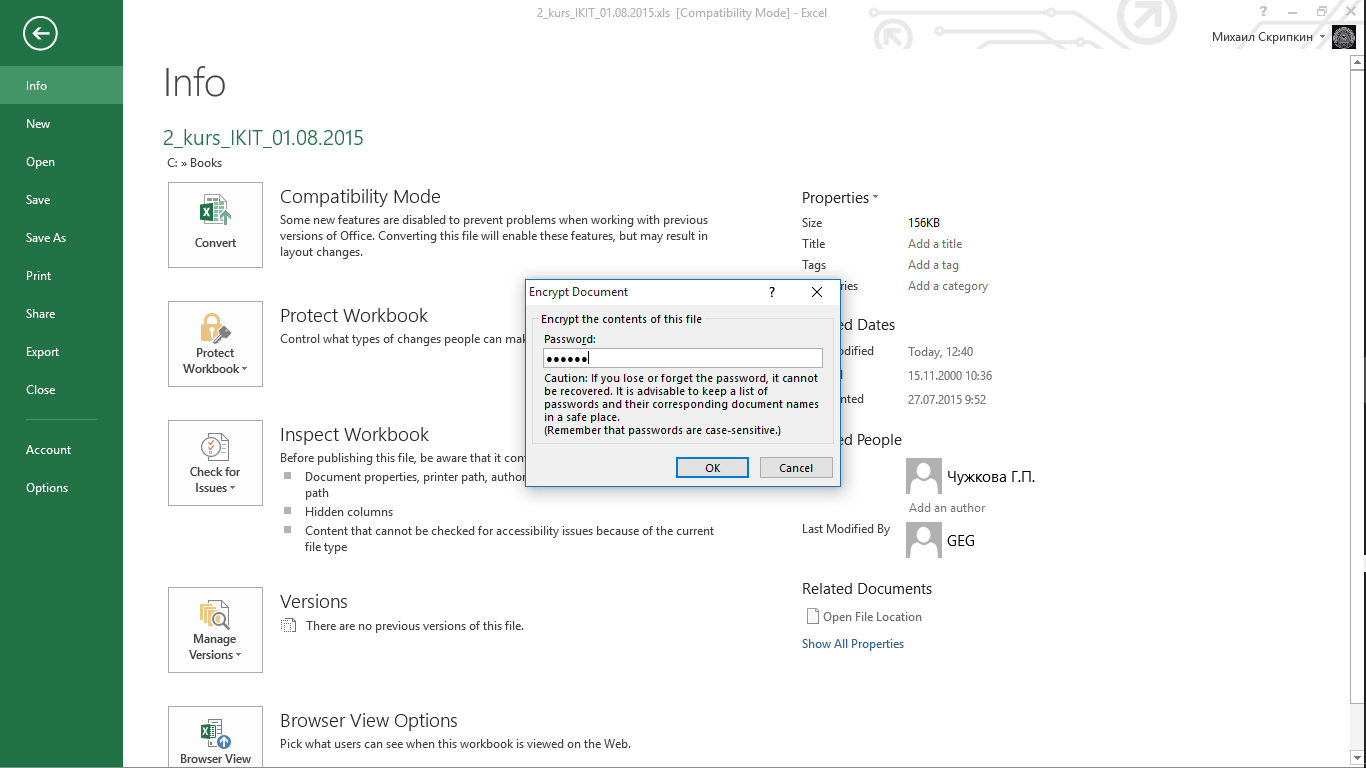 2_kurs_IKIT_01.08.2015.xls [Compatibility Mode] - Excel
?
Михаил Скрипкин
Info
New
Open
Save
Save As
Print
Share
Export
Close
Account
Options
Info
2_kurs_IKIT_01.08.2015
C: » Books
Convert
Compatibility Mode
Some new features are disabled to prevent problems when working with previous
versions of Office. Converting this file will enable these features, but may result in
layout changes.
Protect
Workbook
Protect Workbook
Control what types of changes people can
Check for
Issues
Inspect Workbook
Before publishing this file, be aware that it
Document properties, printer path,
path
Hidden columns
Content that cannot be checked for accessibility issues because of the current
file type
Manage
Versions
Versions
There are no previous versions of this file.
Browser View
Browser View Options
Pick what users can see when this workbook is viewed on the Web.
Encrypt Document
?
Encrypt the contents of this file
Password:
••••••
Caution: If you lose or forget the password, it cannot
be recovered. It is advisable to keep a list of
passwords and their corresponding document names
in a safe place.
(Remember that passwords are case-sensitive.)
OK
Cancel
Properties
Size 156KB
Title Add a title
Tags Add a tag
Add a category
Dates
Today, 12:40
15.11.2000 10:36
27.07.2015 9:52
People
Чужкова Г.П.
Add an author
Last Modified By GEG
Related Documents
Open File Location
Show All Properties